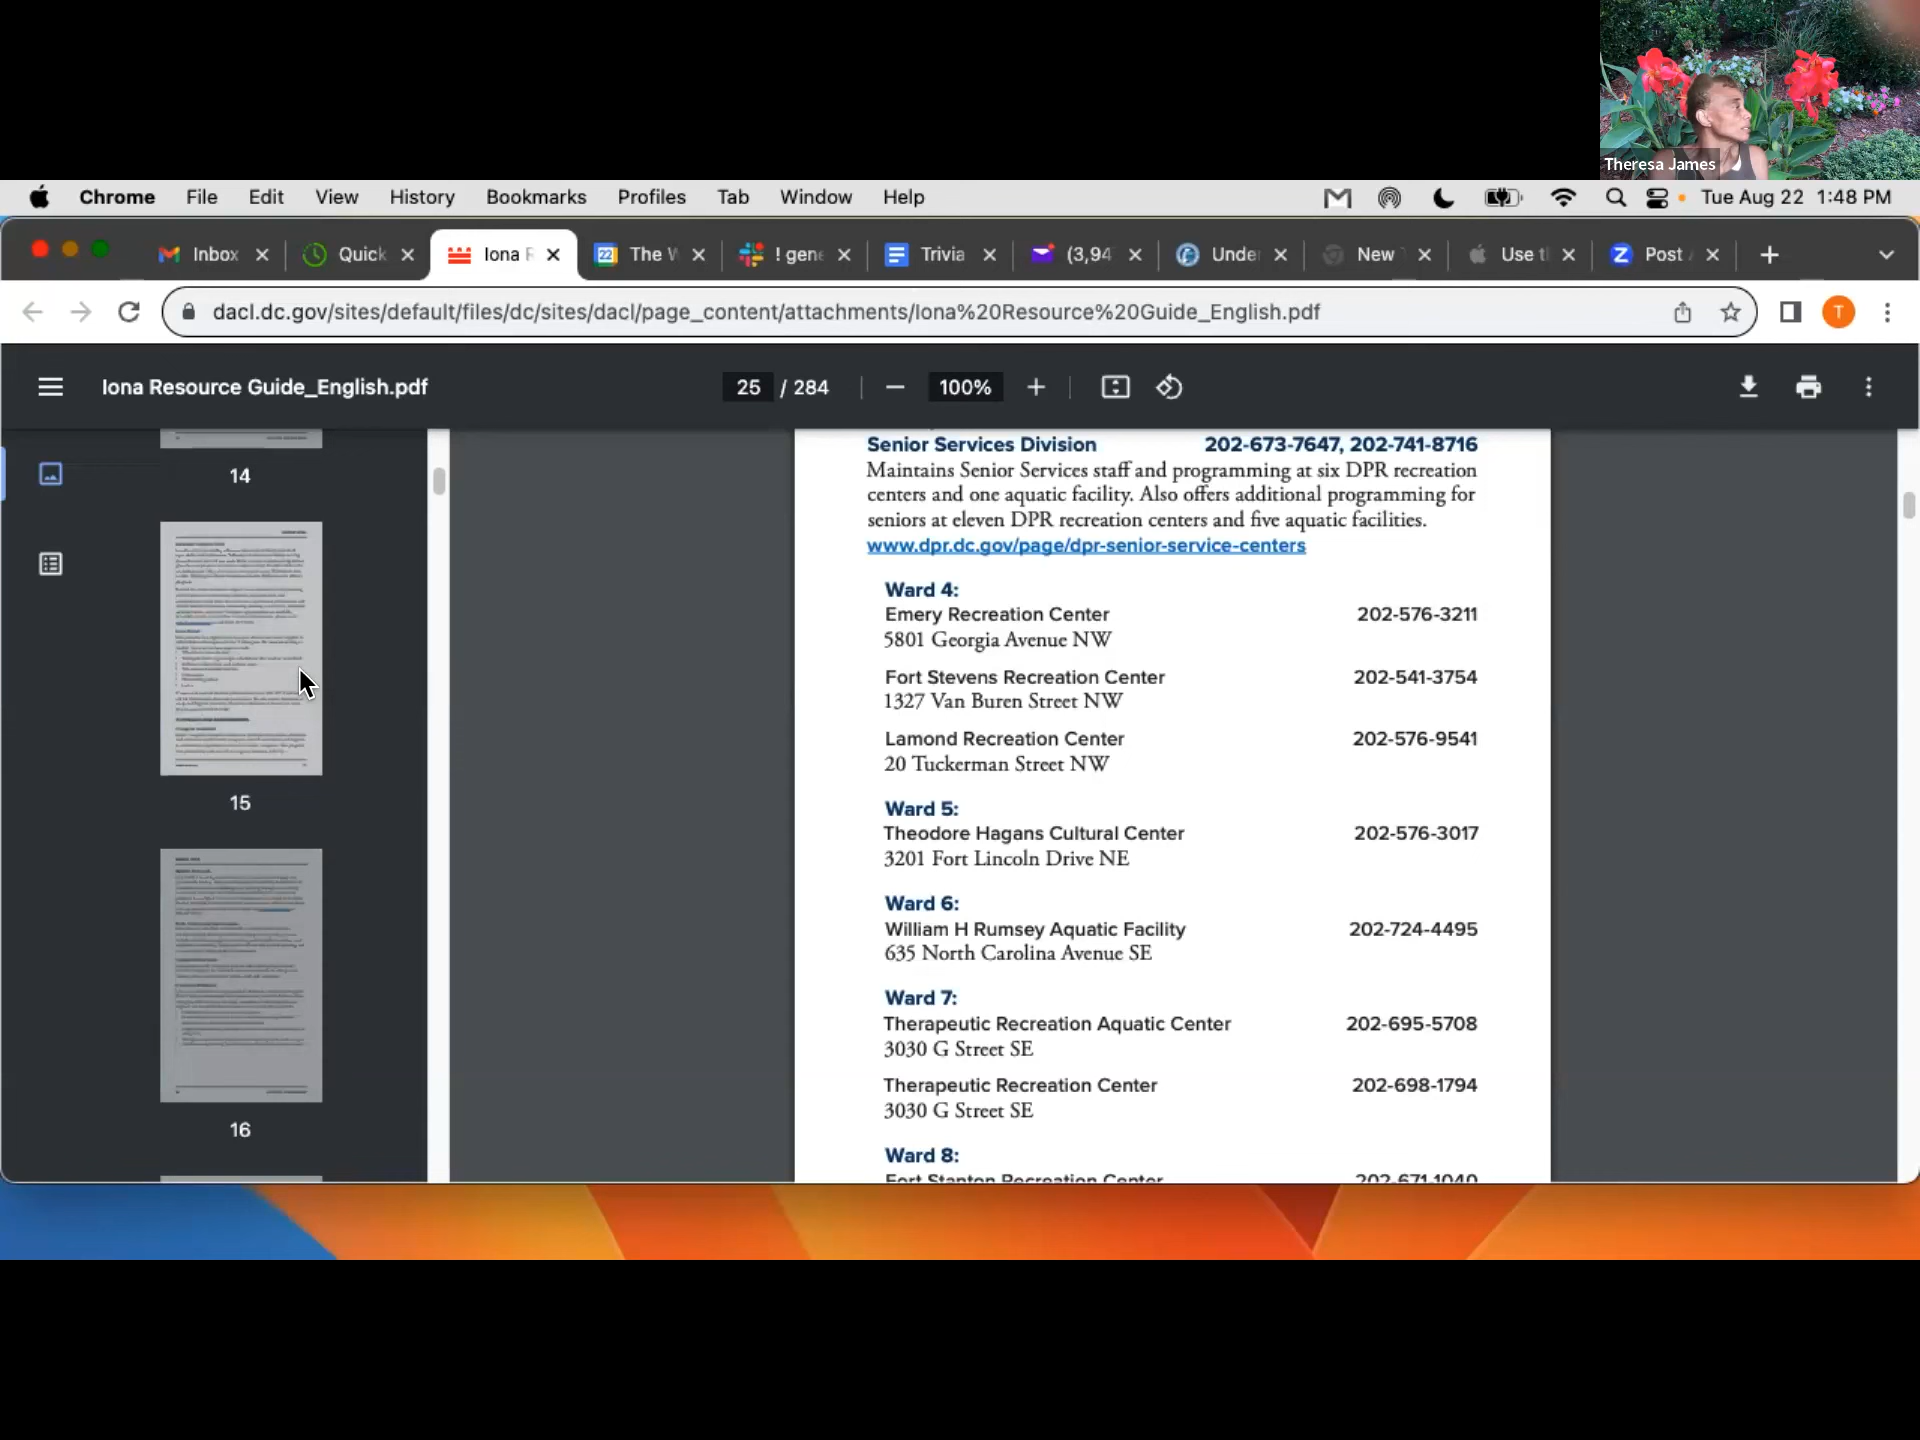 Theresa James
Chrome File Edit View History Bookmarks Profiles Tab Window Help Tue Aug 22 1:48 PM
Inbox Quick Iona R The W ! gene Trivia (3,94 Unde New Use t Post
dacl.dc.gov/sites/default/files/dc/sites/dacl/page_content/attachments/Iona%20Resource%20Guide_English.pdf T
Iona Resource Guide_English.pdf 25 / 284 100%
14
15
16
Senior Services Division 202-673-7647, 202-741-8716
Maintains Senior Services staff and programming at six DPR recreation
centers and one aquatic facility. Also offers additional programming for
seniors at eleven DPR recreation centers and five aquatic facilities.
www.dpr.dc.gov/page/dpr-senior-service-centers
Ward 4:
Emery Recreation Center 202-576-3211
5801 Georgia Avenue NW
Fort Stevens Recreation Center 202-541-3754
1327 Van Buren Street NW
Lamond Recreation Center 202-576-9541
20 Tuckerman Street NW
Ward 5:
Theodore Hagans Cultural Center 202-576-3017
3201 Fort Lincoln Drive NE
Ward 6:
William H Rumsey Aquatic Facility 202-724-4495
635 North Carolina Avenue SE
Ward 7:
Therapeutic Recreation Aquatic Center 202-695-5708
3030 G Street SE
Therapeutic Recreation Center 202-698-1794
3030 G Street SE
Ward 8:
Fort Stanton Recreation Center 202-671-1040